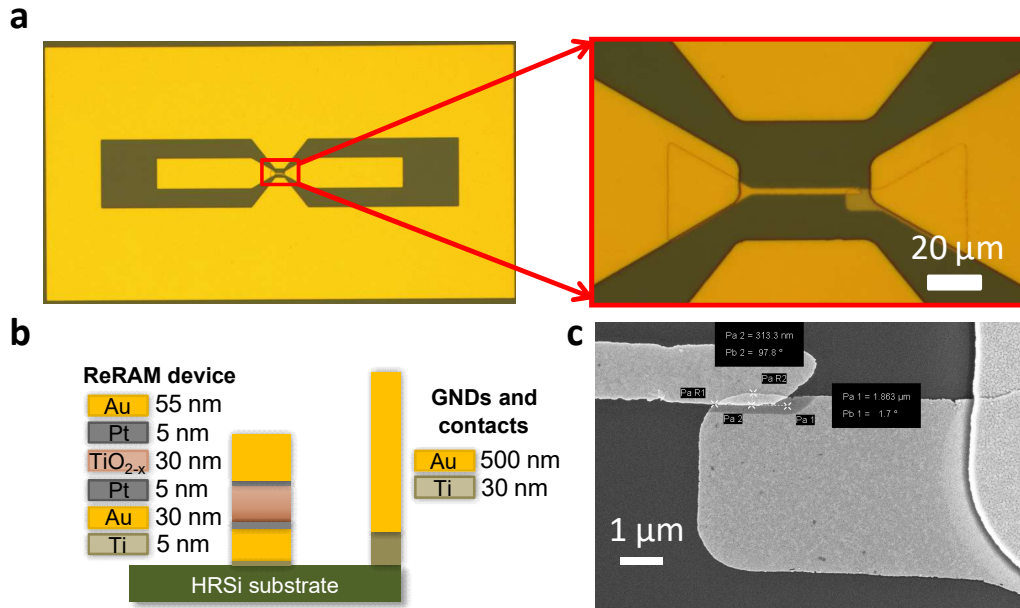 a
20 μm
b
ReRAM device
Au 55 nm
Pt 5 nm
TiO2-x 30 nm
Pt 5 nm
Au 30 nm
Ti 5 nm
GNDs and
contacts
Au 500 nm
Ti 30 nm
HRSi substrate
c
Pa 2 = 313.3 nm
Pb 2 = 97.8 °
Pa R1
Pa R2
Pa 1 = 1.863 μm
Pb 1 = 1.7 °
Pa 2
Pa 1
1 μm